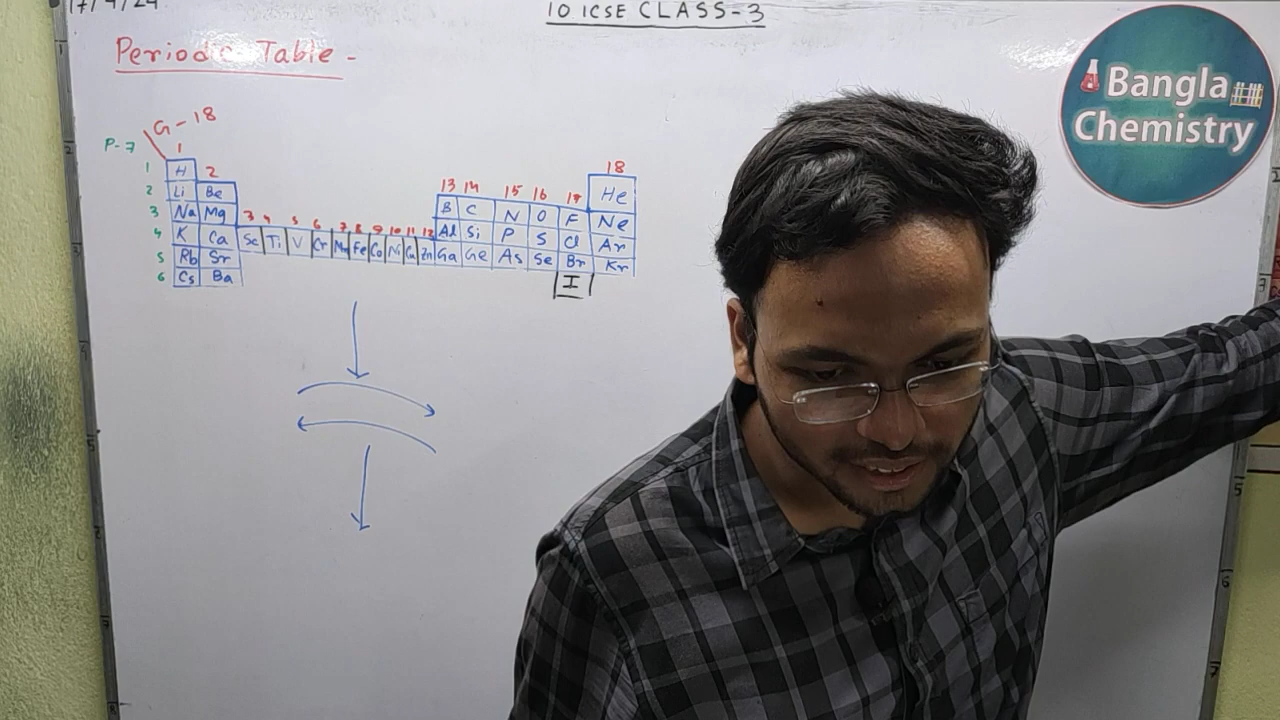 17/4/24
10 ICSE CLASS-3
Bangla
Chemistry
Periodic Table -
G-18
P-7
1 18
1 H 2 13 14 15 16 17 He
2 Li Be B C N O F Ne
3 Na Mg 3 4 5 6 7 8 9 10 11 12 Al Si P S Cl Ar
4 K Ca Sc Ti V Cr Mn Fe Co Ni Cu Zn Ga Ge As Se Br Kr
5 Rb Sr I
6 Cs Ba